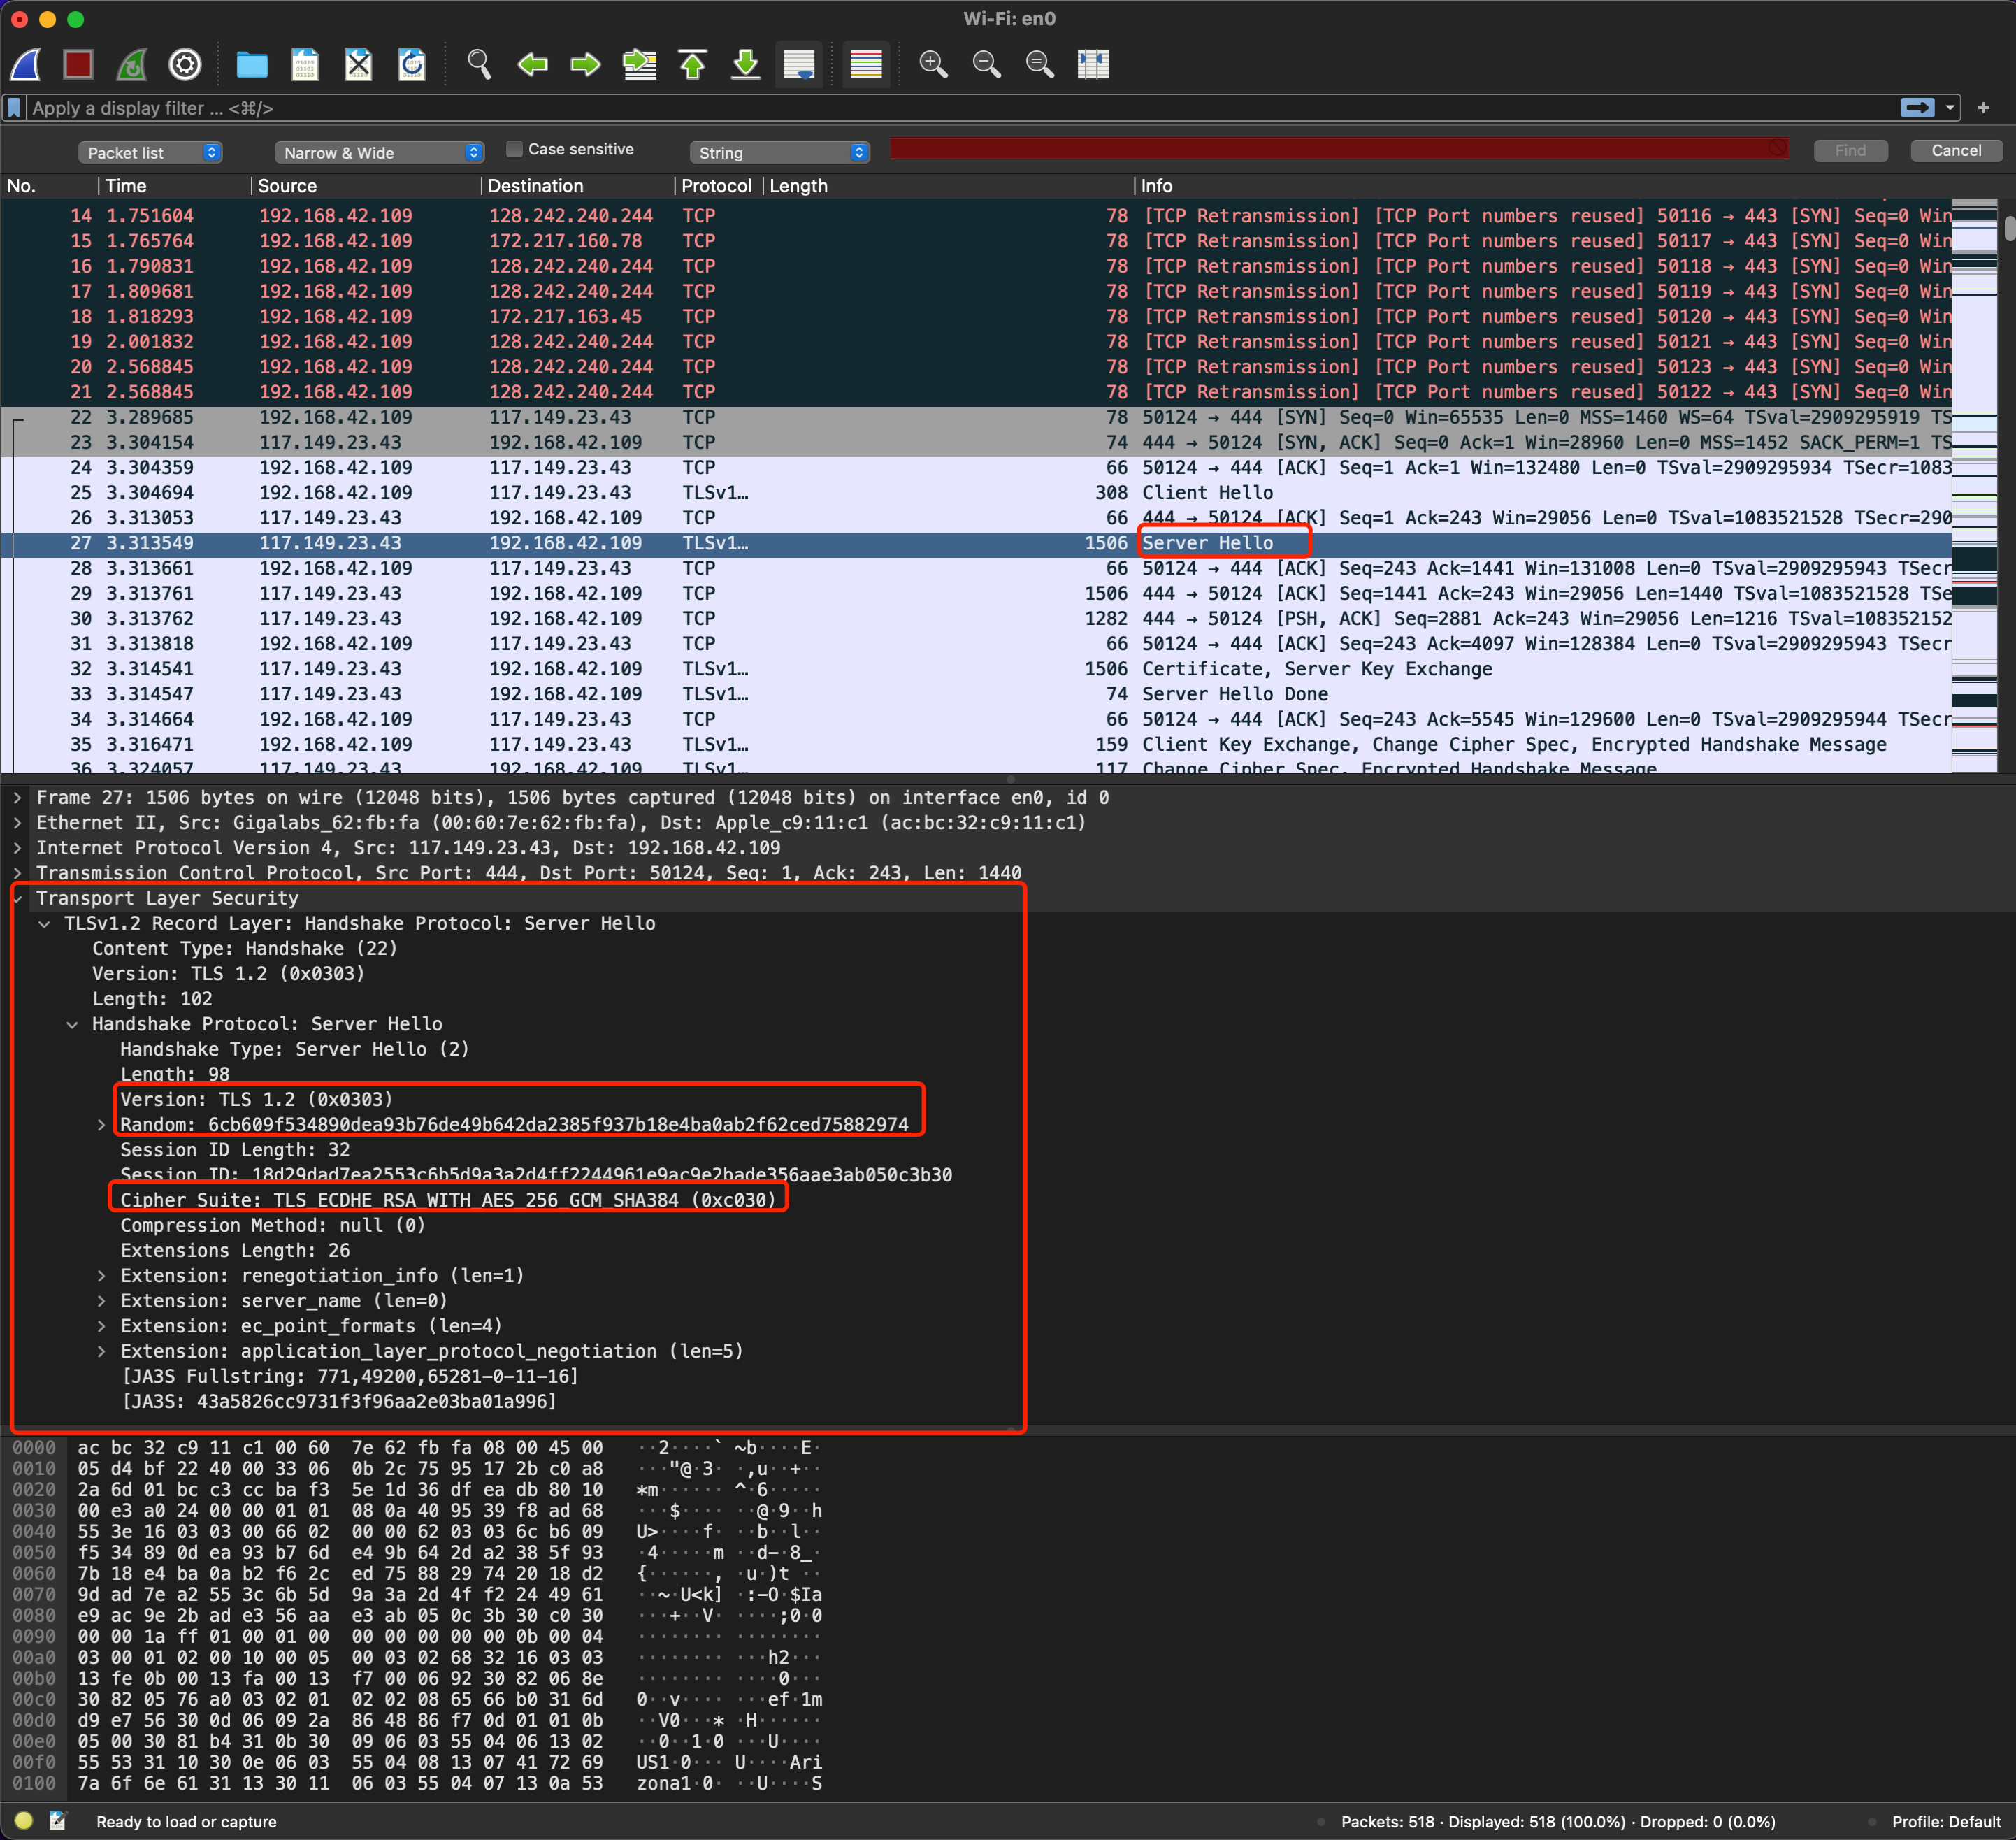 Wi-Fi: en0
Apply a display filter ... <⌘/>
Packet list Narrow & Wide Case sensitive String Find Cancel
No. Time Source Destination Protocol Length Info
14 1.751604 192.168.42.109 128.242.240.244 TCP 78 [TCP Retransmission] [TCP Port numbers reused] 50116 → 443 [SYN] Seq=0 Win
15 1.765764 192.168.42.109 172.217.160.78 TCP 78 [TCP Retransmission] [TCP Port numbers reused] 50117 → 443 [SYN] Seq=0 Win
16 1.790831 192.168.42.109 128.242.240.244 TCP 78 [TCP Retransmission] [TCP Port numbers reused] 50118 → 443 [SYN] Seq=0 Win
17 1.809681 192.168.42.109 128.242.240.244 TCP 78 [TCP Retransmission] [TCP Port numbers reused] 50119 → 443 [SYN] Seq=0 Win
18 1.818293 192.168.42.109 172.217.163.45 TCP 78 [TCP Retransmission] [TCP Port numbers reused] 50120 → 443 [SYN] Seq=0 Win
19 2.001832 192.168.42.109 128.242.240.244 TCP 78 [TCP Retransmission] [TCP Port numbers reused] 50121 → 443 [SYN] Seq=0 Win
20 2.568845 192.168.42.109 128.242.240.244 TCP 78 [TCP Retransmission] [TCP Port numbers reused] 50123 → 443 [SYN] Seq=0 Win
21 2.568845 192.168.42.109 128.242.240.244 TCP 78 [TCP Retransmission] [TCP Port numbers reused] 50122 → 443 [SYN] Seq=0 Win
22 3.289685 192.168.42.109 117.149.23.43 TCP 78 50124 → 444 [SYN] Seq=0 Win=65535 Len=0 MSS=1460 WS=64 TSval=2909295919 TS
23 3.304154 117.149.23.43 192.168.42.109 TCP 74 444 → 50124 [SYN, ACK] Seq=0 Ack=1 Win=28960 Len=0 MSS=1452 SACK_PERM=1 TS
24 3.304359 192.168.42.109 117.149.23.43 TCP 66 50124 → 444 [ACK] Seq=1 Ack=1 Win=132480 Len=0 TSval=2909295934 TSecr=1083
25 3.304694 192.168.42.109 117.149.23.43 TLSv1… 308 Client Hello
26 3.313053 117.149.23.43 192.168.42.109 TCP 66 444 → 50124 [ACK] Seq=1 Ack=243 Win=29056 Len=0 TSval=1083521528 TSecr=290
27 3.313549 117.149.23.43 192.168.42.109 TLSv1… 1506 Server Hello
28 3.313661 192.168.42.109 117.149.23.43 TCP 66 50124 → 444 [ACK] Seq=243 Ack=1441 Win=131008 Len=0 TSval=2909295943 TSecr
29 3.313761 117.149.23.43 192.168.42.109 TCP 1506 444 → 50124 [ACK] Seq=1441 Ack=243 Win=29056 Len=1440 TSval=1083521528 TSe
30 3.313762 117.149.23.43 192.168.42.109 TCP 1282 444 → 50124 [PSH, ACK] Seq=2881 Ack=243 Win=29056 Len=1216 TSval=108352152
31 3.313818 192.168.42.109 117.149.23.43 TCP 66 50124 → 444 [ACK] Seq=243 Ack=4097 Win=128384 Len=0 TSval=2909295943 TSecr
32 3.314541 117.149.23.43 192.168.42.109 TLSv1… 1506 Certificate, Server Key Exchange
33 3.314547 117.149.23.43 192.168.42.109 TLSv1… 74 Server Hello Done
34 3.314664 192.168.42.109 117.149.23.43 TCP 66 50124 → 444 [ACK] Seq=243 Ack=5545 Win=129600 Len=0 TSval=2909295944 TSecr
35 3.316471 192.168.42.109 117.149.23.43 TLSv1… 159 Client Key Exchange, Change Cipher Spec, Encrypted Handshake Message
36 3.324057 117.149.23.43 192.168.42.109 TLSv1… 117 Change Cipher Spec, Encrypted Handshake Message
Frame 27: 1506 bytes on wire (12048 bits), 1506 bytes captured (12048 bits) on interface en0, id 0
Ethernet II, Src: Gigalabs_62:fb:fa (00:60:7e:62:fb:fa), Dst: Apple_c9:11:c1 (ac:bc:32:c9:11:c1)
Internet Protocol Version 4, Src: 117.149.23.43, Dst: 192.168.42.109
Transmission Control Protocol, Src Port: 444, Dst Port: 50124, Seq: 1, Ack: 243, Len: 1440
Transport Layer Security
TLSv1.2 Record Layer: Handshake Protocol: Server Hello
Content Type: Handshake (22)
Version: TLS 1.2 (0x0303)
Length: 102
Handshake Protocol: Server Hello
Handshake Type: Server Hello (2)
Length: 98
Version: TLS 1.2 (0x0303)
Random: 6cb609f534890dea93b76de49b642da2385f937b18e4ba0ab2f62ced75882974
Session ID Length: 32
Session ID: 18d29dad7ea2553c6b5d9a3a2d4ff2244961e9ac9e2bade356aae3ab050c3b30
Cipher Suite: TLS_ECDHE_RSA_WITH_AES_256_GCM_SHA384 (0xc030)
Compression Method: null (0)
Extensions Length: 26
Extension: renegotiation_info (len=1)
Extension: server_name (len=0)
Extension: ec_point_formats (len=4)
Extension: application_layer_protocol_negotiation (len=5)
[JA3S Fullstring: 771,49200,65281-0-11-16]
[JA3S: 43a5826cc9731f3f96aa2e03ba01a996]
0000 ac bc 32 c9 11 c1 00 60 7e 62 fb fa 08 00 45 00 ··2····` ~b····E·
0010 05 d4 bf 22 40 00 33 06 0b 2c 75 95 17 2b c0 a8 ···"@·3· ·,u··+··
0020 2a 6d 01 bc c3 cc ba f3 5e 1d 36 df ea db 80 10 *m······ ^·6·····
0030 00 e3 a0 24 00 00 01 01 08 0a 40 95 39 f8 ad 68 ···$···· ··@·9··h
0040 55 3e 16 03 03 00 66 02 00 00 62 03 03 6c b6 09 U>····f· ··b··l··
0050 f5 34 89 0d ea 93 b7 6d e4 9b 64 2d a2 38 5f 93 ·4·····m ··d-·8_·
0060 7b 18 e4 ba 0a b2 f6 2c ed 75 88 29 74 20 18 d2 {······, ·u·)t ··
0070 9d ad 7e a2 55 3c 6b 5d 9a 3a 2d 4f f2 24 49 61 ··~·U<k] ·:-O·$Ia
0080 e9 ac 9e 2b ad e3 56 aa e3 ab 05 0c 3b 30 c0 30 ···+··V· ····;0·0
0090 00 00 1a ff 01 00 01 00 00 00 00 00 00 0b 00 04 ········ ········
00a0 03 00 01 02 00 10 00 05 00 03 02 68 32 16 03 03 ········ ···h2···
00b0 13 fe 0b 00 13 fa 00 13 f7 00 06 92 30 82 06 8e ········ ····0···
00c0 30 82 05 76 a0 03 02 01 02 02 08 65 66 b0 31 6d 0··v···· ···ef·1m
00d0 d9 e7 56 30 0d 06 09 2a 86 48 86 f7 0d 01 01 0b ··V0···* ·H······
00e0 05 00 30 81 b4 31 0b 30 09 06 03 55 04 06 13 02 ··0··1·0 ···U····
00f0 55 53 31 10 30 0e 06 03 55 04 08 13 07 41 72 69 US1·0··· U····Ari
0100 7a 6f 6e 61 31 13 30 11 06 03 55 04 07 13 0a 53 zona1·0· ··U····S
Ready to load or capture Packets: 518 · Displayed: 518 (100.0%) · Dropped: 0 (0.0%) Profile: Default